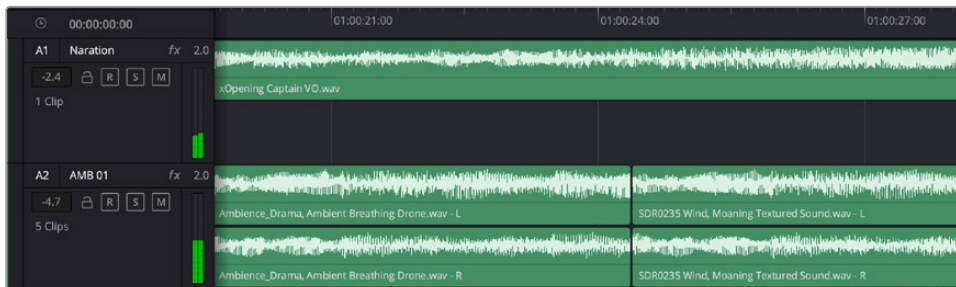 00:00:00:00
01:00:21:00 01:00:24:00 01:00:27:00
A1 Naration fx 2.0
-2.4 R S M
1 Clip
xOpening Captain VO.wav
A2 AMB 01 fx 2.0
-4.7 R S M
5 Clips
Ambience_Drama, Ambient Breathing Drone.wav - L
SDR0235 Wind, Moaning Textured Sound.wav - L
Ambience_Drama, Ambient Breathing Drone.wav - R
SDR0235 Wind, Moaning Textured Sound.wav - R